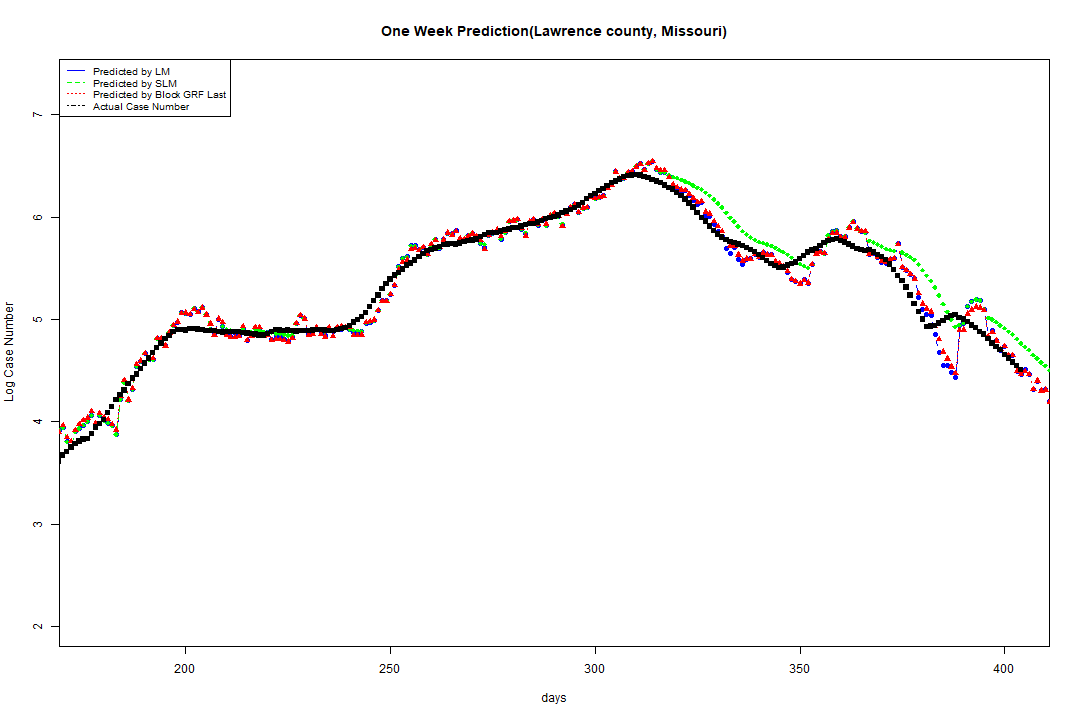 One Week Prediction(Lawrence county, Missouri)
Predicted by LM
Predicted by SLM
Predicted by Block GRF Last
Actual Case Number
7
6
5
4
3
2
Log Case Number
200 250 300 350 400
days